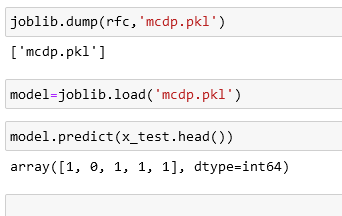 joblib.dump(rfc,'mcdp.pkl')
['mcdp.pkl']
model=joblib.load('mcdp.pkl')
model.predict(x_test.head())
array([1, 0, 1, 1, 1], dtype=int64)